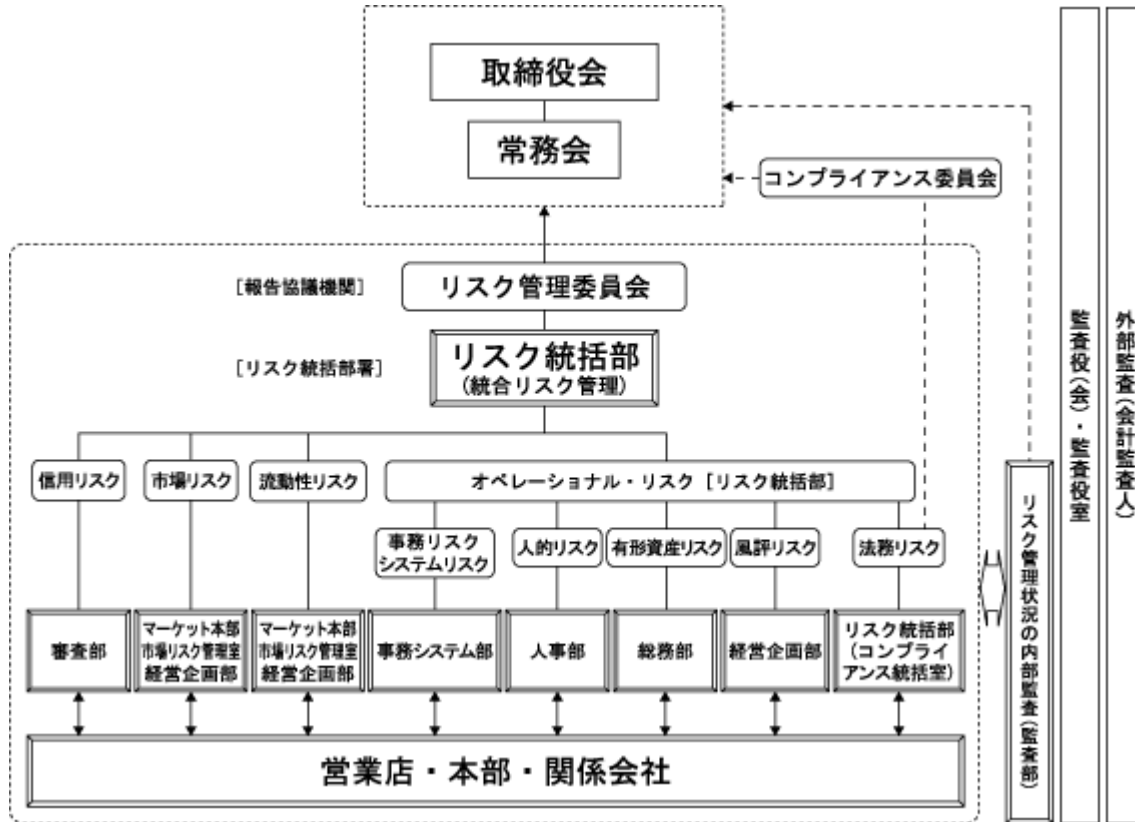 取締役会
常務会
コンプライアンス委員会
[報告協議機関]
リスク管理委員会
[リスク統括部署]
リスク統括部
(統合リスク管理)
信用リスク
市場リスク
流動性リスク
オペレーショナル・リスク [リスク統括部]
事務リスク
システムリスク
人的リスク
有形資産リスク
風評リスク
法務リスク
審査部
マーケット本部
市場リスク管理室
経営企画部
マーケット本部
市場リスク管理室
経営企画部
事務システム部
人事部
総務部
経営企画部
リスク統括部
(コンプライ
アンス統括室)
営業店・本部・関係会社
リスク管理状況の内部監査(監査部)
監査役(会)・監査役室
外部監査(会計監査人)